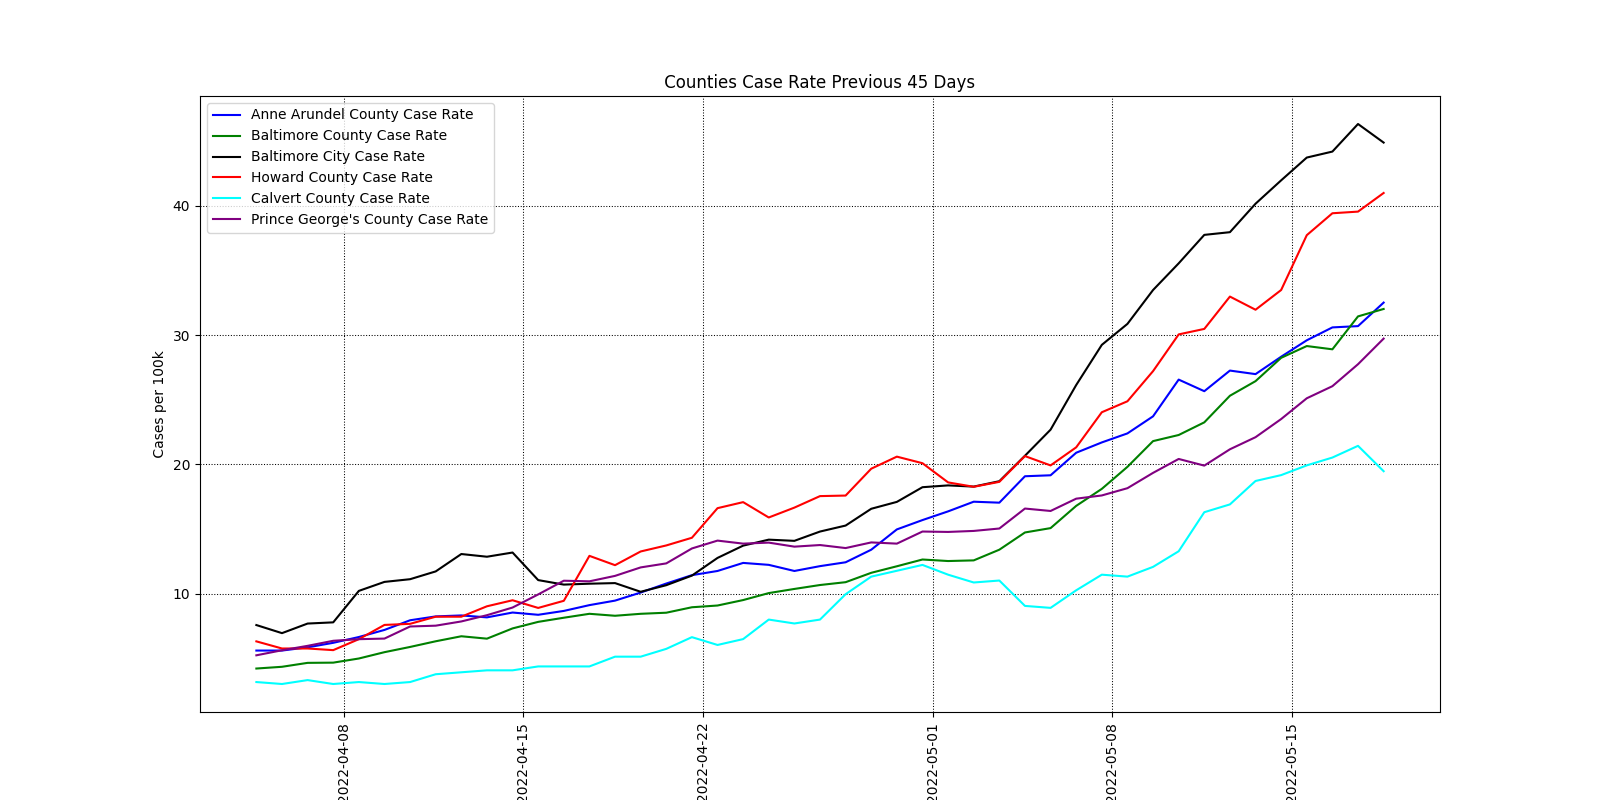 Counties Case Rate Previous 45 Days
Anne Arundel County Case Rate
Baltimore County Case Rate
Baltimore City Case Rate
Howard County Case Rate
Calvert County Case Rate
Prince George's County Case Rate
Cases per 100k
40
30
20
10
2022-04-08
2022-04-15
2022-04-22
2022-05-01
2022-05-08
2022-05-15